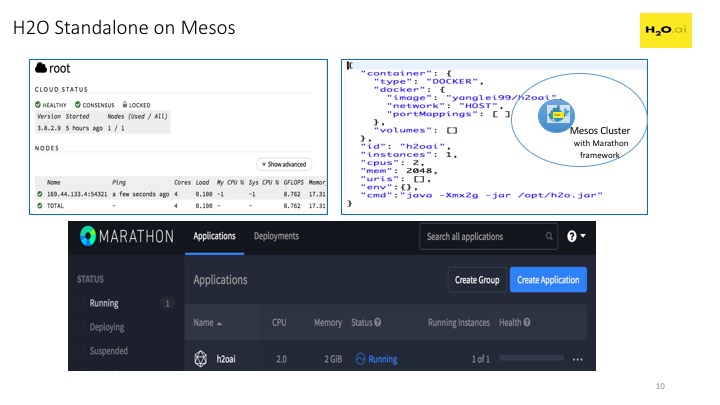 H2O Standalone on Mesos
H2O.ai
root
CLOUD STATUS
HEALTHY CONSENSUS LOCKED
Version Started Nodes (Used / All)
3.8.2.9 5 hours ago 1 / 1
NODES
Show advanced
Name Ping Cores Load My CPU % Sys CPU % GFLOPS Memor
169.44.133.4:54321 a few seconds ago 4 0.100 -1 -1 8.762 17.31
TOTAL - 4 0.100 - - 8.762 17.31
{
"container": {
"type": "DOCKER",
"docker": {
"image": "yanglei99/h2oai",
"network": "HOST",
"portMappings": [ ]
},
"volumes": []
},
"id": "h2oai",
"instances": 1,
"cpus": 2,
"mem": 2048,
"uris": [],
"env":{},
"cmd":"java -Xmx2g -jar /opt/h2o.jar"
}
Mesos Cluster
with Marathon
framework
MARATHON Applications Deployments Search all applications ?
STATUS
Running 1
Deploying
Suspended
Applications Create Group Create Application
Name CPU Memory Status ? Running Instances Health ?
h2oai 2.0 2 GiB Running 1 of 1 ...
10